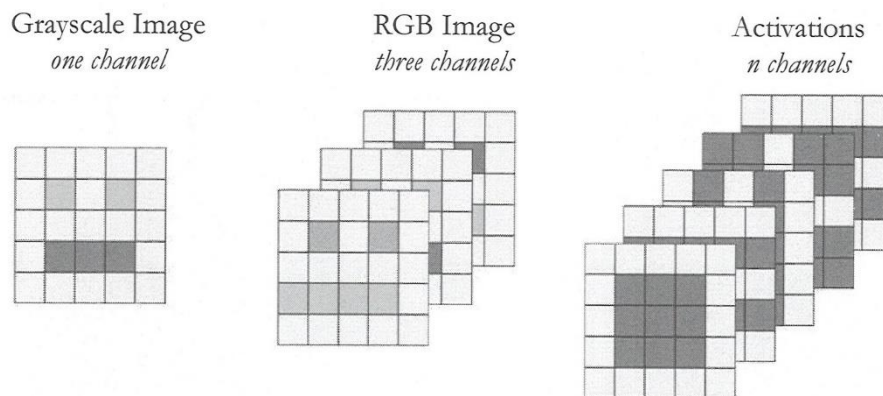 Grayscale Image
one channel
RGB Image
three channels
Activations
n channels